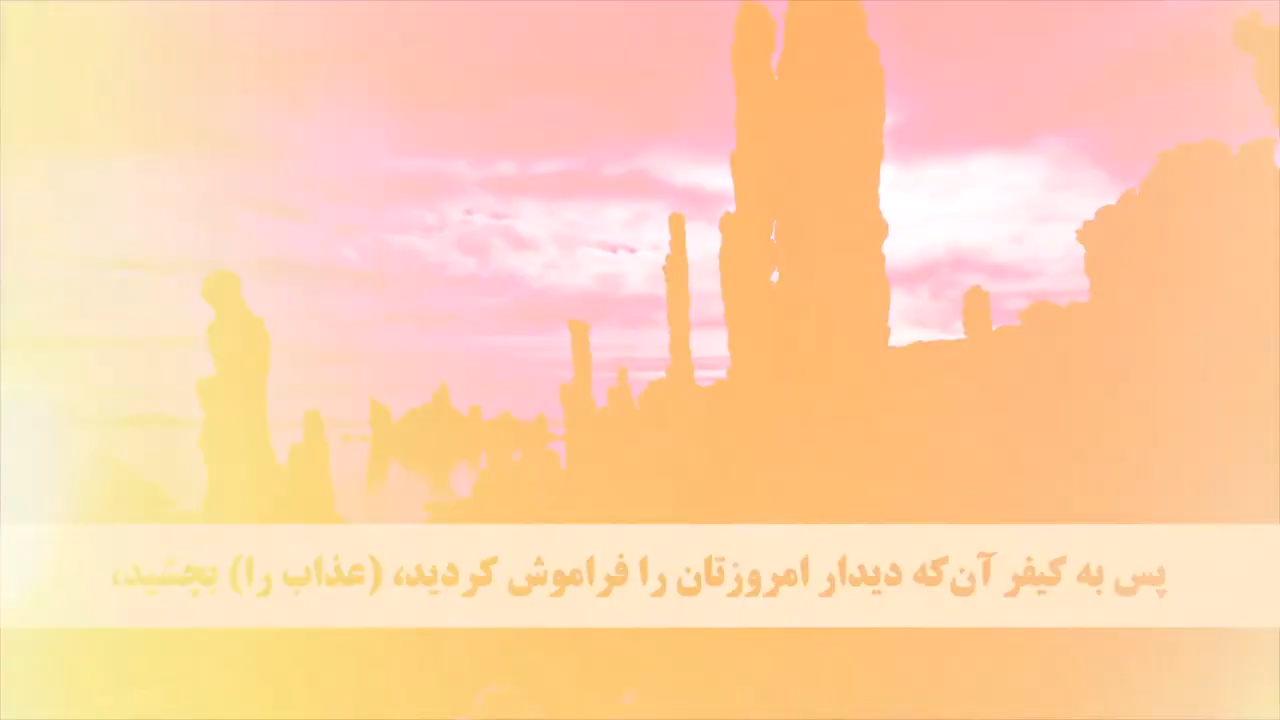 پس به کیفر آن‌که دیدار امروزتان را فراموش کردید، (عذاب را) بچشید،